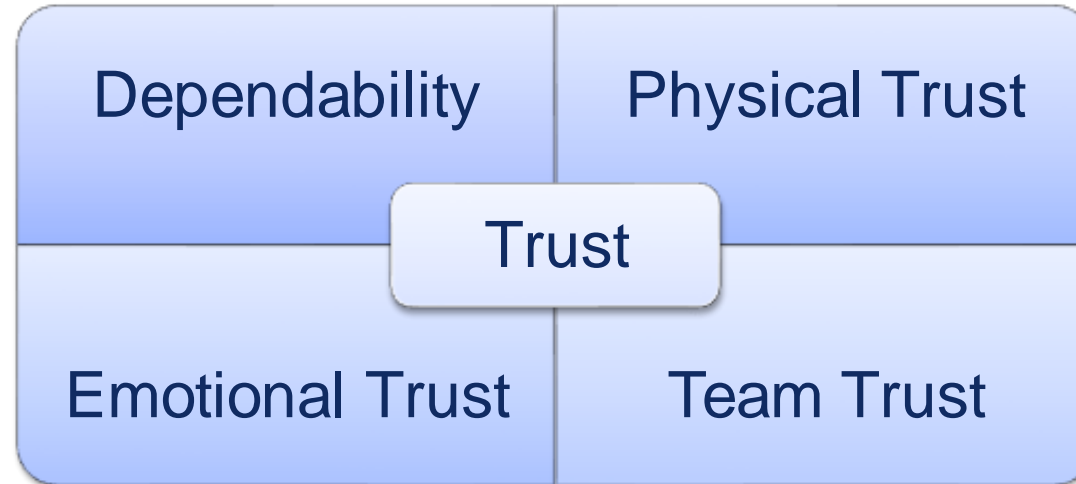 Dependability
Physical Trust
Trust
Emotional Trust
Team Trust